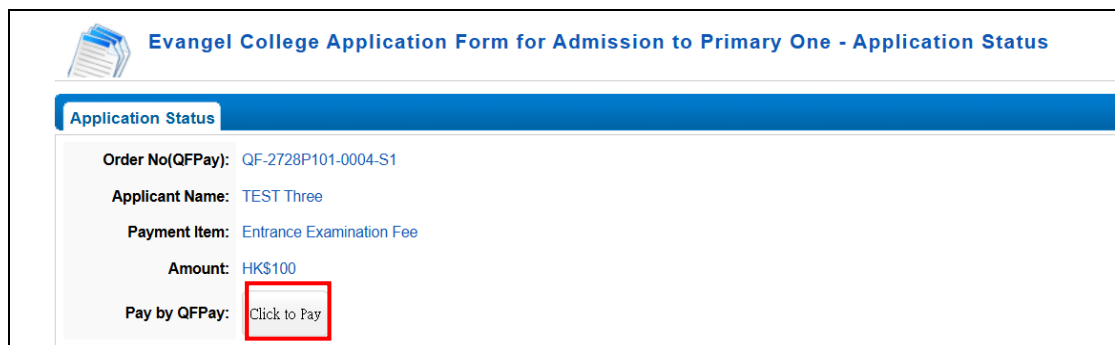 Evangel College Application Form for Admission to Primary One - Application Status
Application Status
Order No(QFPay): QF-2728P101-0004-S1
Applicant Name: TEST Three
Payment Item: Entrance Examination Fee
Amount: HK$100
Pay by QFPay: Click to Pay